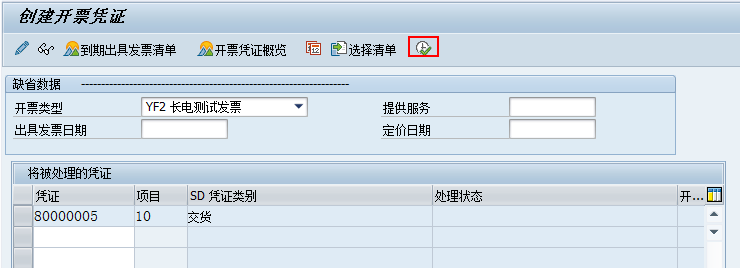 创建开票凭证
到期出具发票清单 开票凭证概览 选择清单
缺省数据 --------------------------------------------------------------------
开票类型 YF2 长电测试发票 提供服务
出具发票日期 定价日期
将被处理的凭证
凭证 项目 SD 凭证类别 处理状态 开...
80000005 10 交货